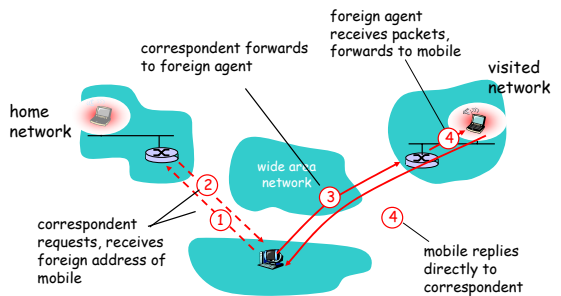 foreign agent
receives packets,
forwards to mobile
correspondent forwards
to foreign agent
visited
network
home
network
wide area
network
4
2
3
1
4
correspondent
requests, receives
foreign address of
mobile
mobile replies
directly to
correspondent